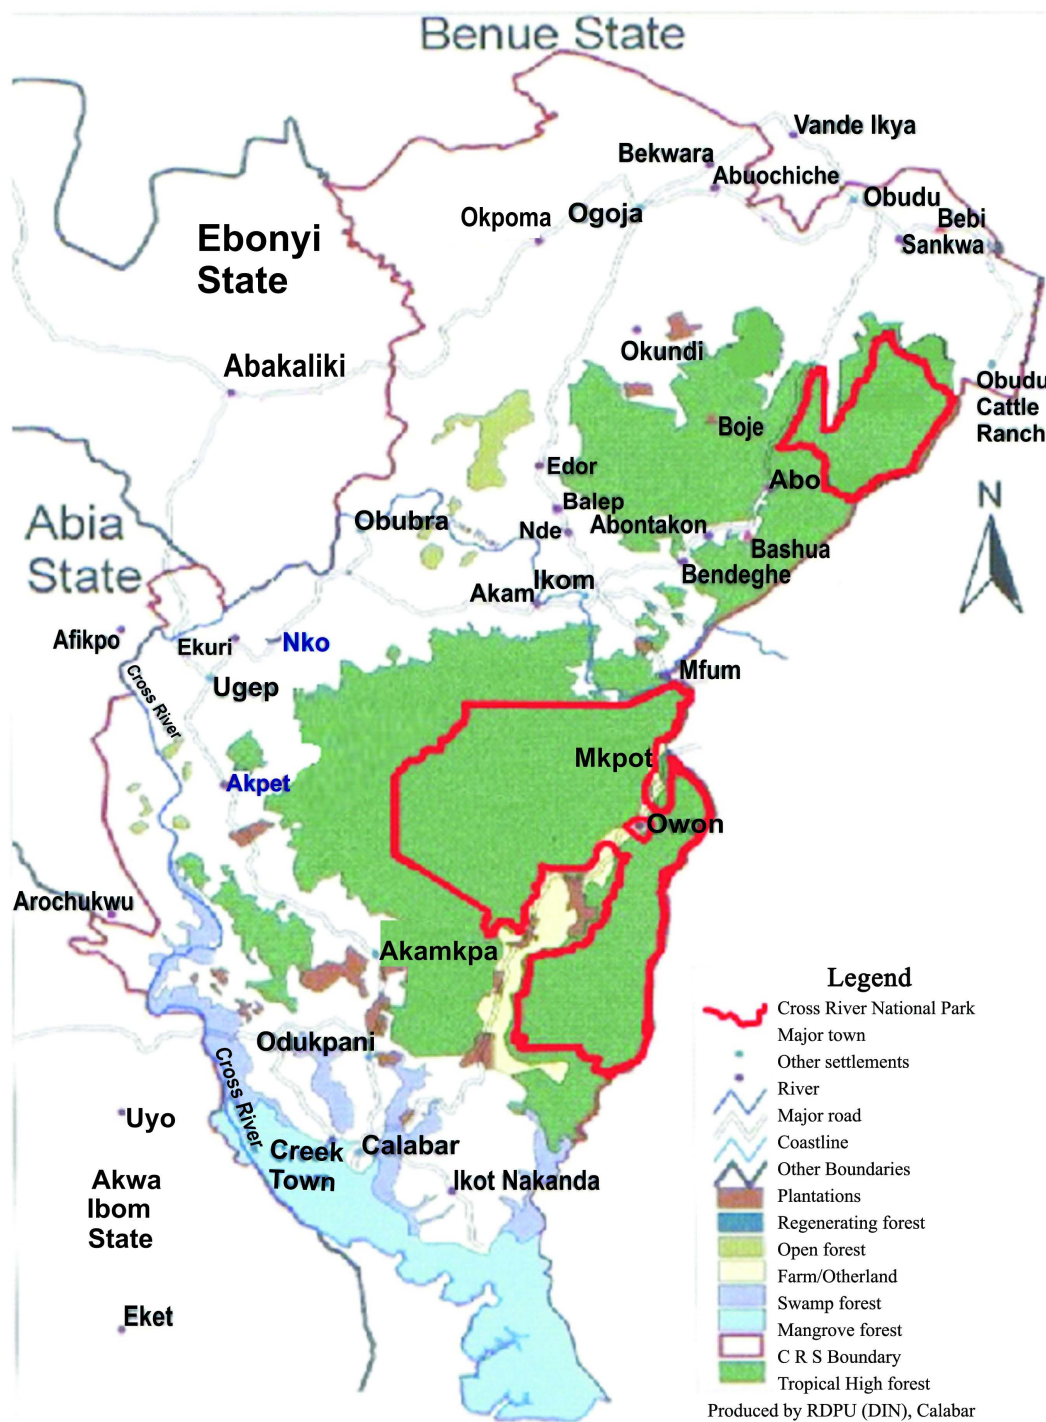 Benue State
Vande Ikya
Bekwara
Abuochiche
Obudu
Okpoma
Ogoja
Bebi
Sankwa
Ebonyi
State
Okundi
Abakaliki
Obudu
Cattle
Ranch
Boje
Edor
Abo
Balep
N
Abia
State
Obubra
Nde
Abontakon
Bashua
Ikom
Bendeghe
Akam
Afikpo
Ekuri
Nko
Mfum
Ugep
Cross River
Mkpot
Akpet
Owon
Arochukwu
Akamkpa
Odukpani
Cross River
Uyo
Creek
Town
Calabar
Ikot Nakanda
Akwa
Ibom
State
Eket
Legend
Cross River National Park
Major town
Other settlements
River
Major road
Coastline
Other Boundaries
Plantations
Regenerating forest
Open forest
Farm/Otherland
Swamp forest
Mangrove forest
C R S Boundary
Tropical High forest
Produced by RDPU (DIN), Calabar